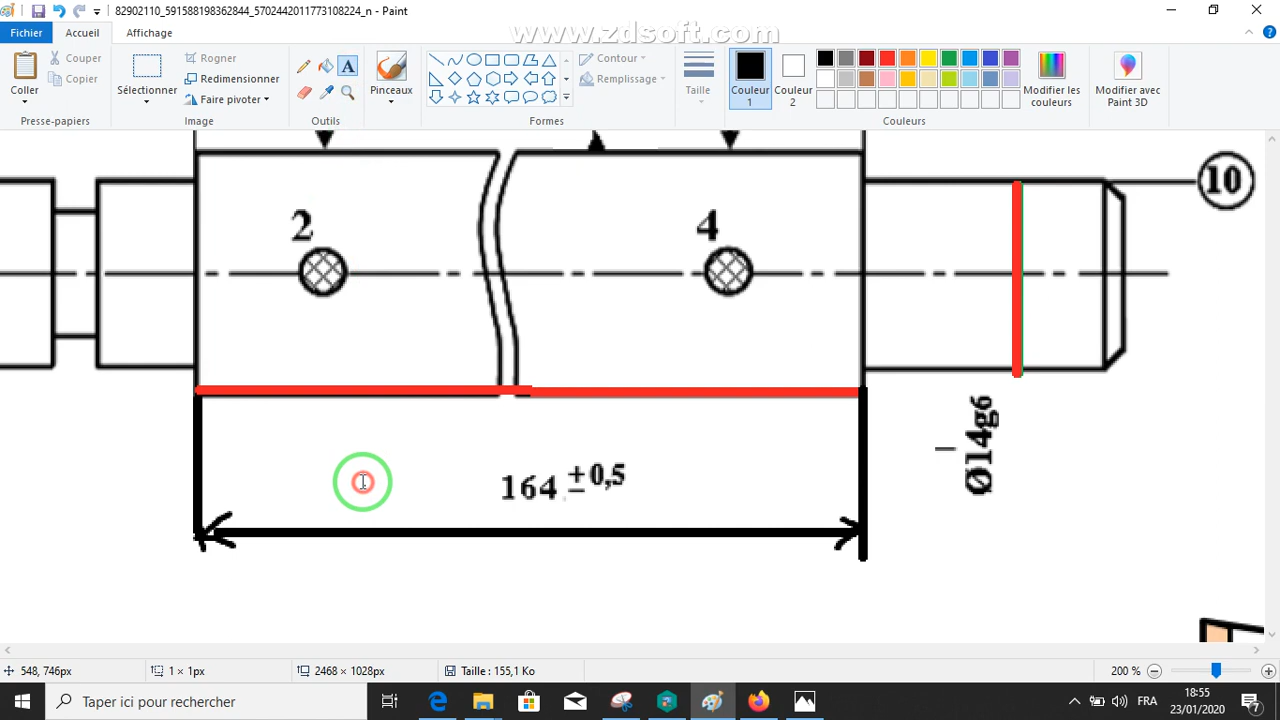 82902110_591588198362844_5702442011773108224_n - Paint
www.zdsoft.com
Fichier Accueil Affichage
Coller
Couper
Copier
Presse-papiers
Sélectionner
Rogner
Redimensionner
Faire pivoter
Image
A
Outils
Pinceaux
Contour
Remplissage
Formes
Taille
Couleur 1
Couleur 2
Modifier les couleurs
Couleurs
Modifier avec Paint 3D
10
2
4
Ø14g6
164 ±0,5
548, 746px
1 × 1px
2468 × 1028px
Taille : 155,1 Ko
200 %
Taper ici pour rechercher
FRA
18:55
23/01/2020
7